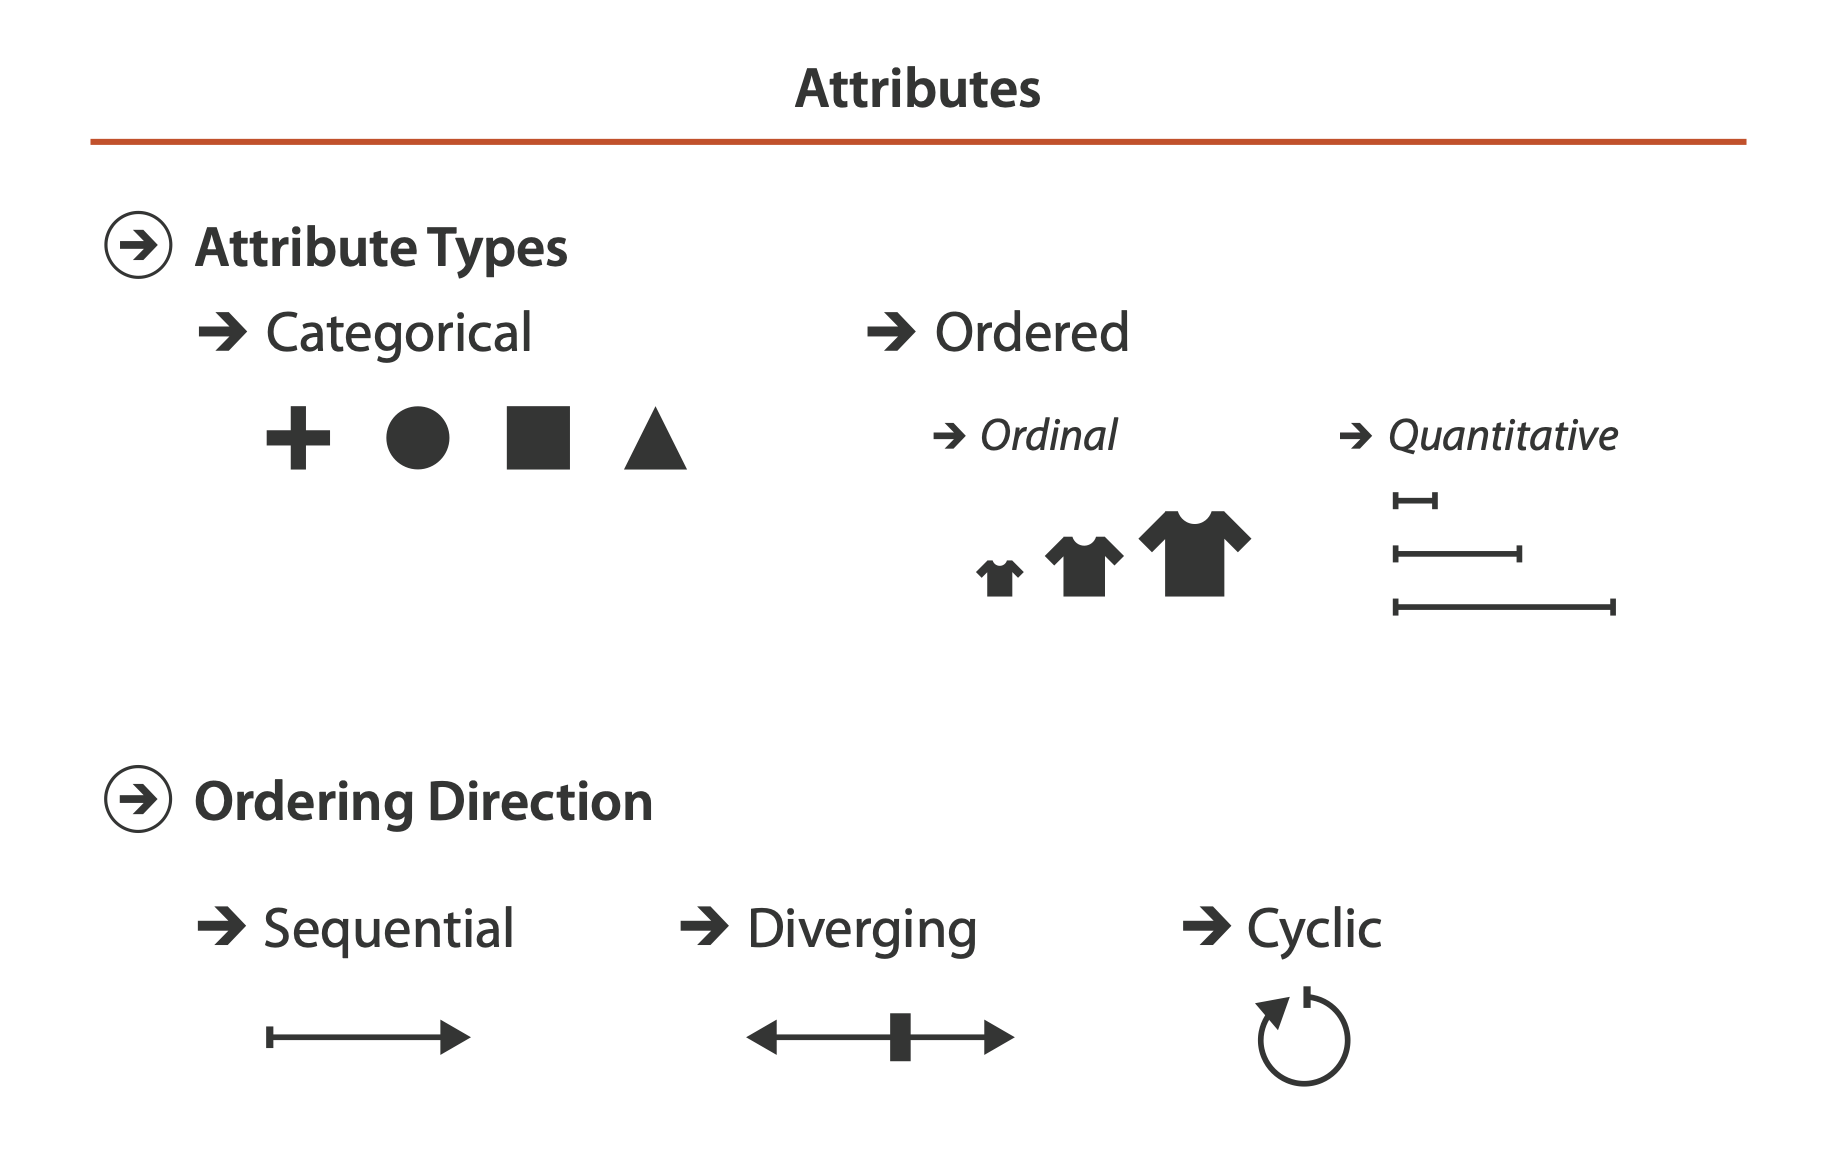 Attributes
Attribute Types
Categorical
Ordered
Ordinal
Quantitative
Ordering Direction
Sequential
Diverging
Cyclic